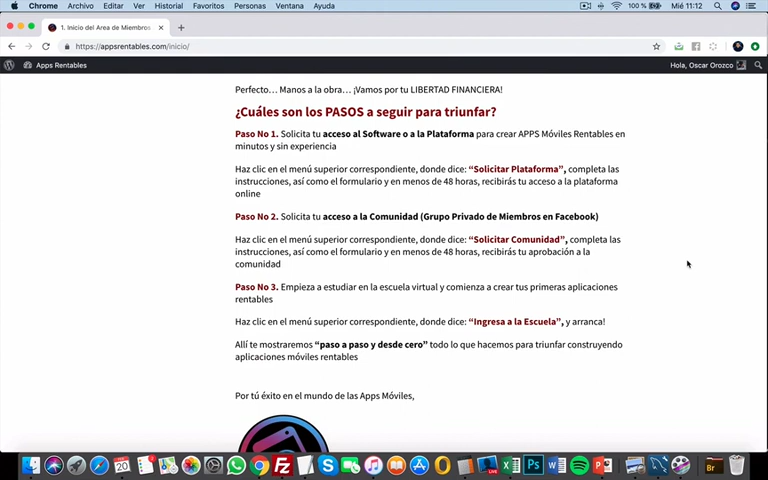 Chrome Archivo Editar Ver Historial Favoritos Personas Ventana Ayuda 100 % Mié 11:12
1. Inicio del Area de Miembros
https://appsrentables.com/inicio/
Apps Rentables Hola, Oscar Orozco
Perfecto… Manos a la obra… ¡Vamos por tu LIBERTAD FINANCIERA!
¿Cuáles son los PASOS a seguir para triunfar?
Paso No 1. Solicita tu acceso al Software o a la Plataforma para crear APPS Móviles Rentables en
minutos y sin experiencia
Haz clic en el menú superior correspondiente, donde dice: “Solicitar Plataforma”, completa las
instrucciones, así como el formulario y en menos de 48 horas, recibirás tu acceso a la plataforma
online
Paso No 2. Solicita tu acceso a la Comunidad (Grupo Privado de Miembros en Facebook)
Haz clic en el menú superior correspondiente, donde dice: “Solicitar Comunidad”, completa las
instrucciones, así como el formulario y en menos de 48 horas, recibirás tu aprobación a la
comunidad
Paso No 3. Empieza a estudiar en la escuela virtual y comienza a crear tus primeras aplicaciones
rentables
Haz clic en el menú superior correspondiente, donde dice: “Ingresa a la Escuela”, y arranca!
Allí te mostraremos “paso a paso y desde cero” todo lo que hacemos para triunfar construyendo
aplicaciones móviles rentables
Por tú éxito en el mundo de las Apps Móviles,
20
Fz
Ps
Br